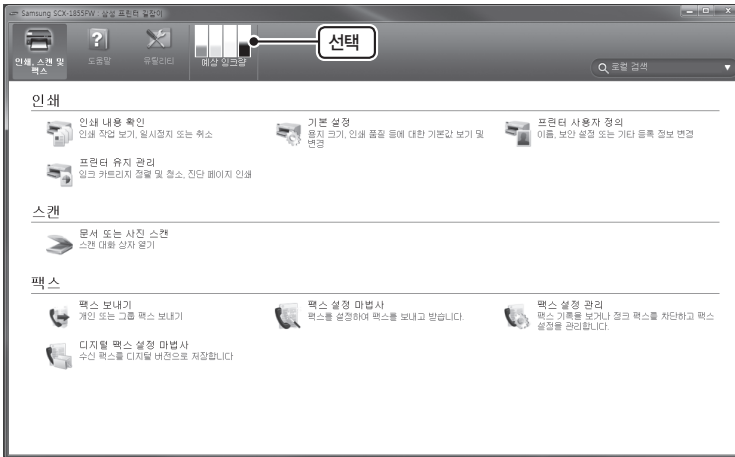 Samsung SCX-1855FW : 삼성 프린터 길잡이
인쇄, 스캔 및
팩스
도움말
유틸리티
예상 잉크량
선택
로컬 검색
인쇄
인쇄 내용 확인
인쇄 작업 보기, 일시정지 또는 취소
기본 설정
용지 크기, 인쇄 품질 등에 대한 기본값 보기 및
변경
프린터 사용자 정의
이름, 보안 설정 또는 기타 등록 정보 변경
프린터 유지 관리
잉크 카트리지 정렬 및 청소, 진단 페이지 인쇄
스캔
문서 또는 사진 스캔
스캔 대화 상자 열기
팩스
팩스 보내기
개인 또는 그룹 팩스 보내기
팩스 설정 마법사
팩스를 설정하여 팩스를 보내고 받습니다.
팩스 설정 관리
팩스 기록을 보거나 정크 팩스를 차단하고 팩스
설정을 관리합니다.
디지털 팩스 설정 마법사
수신 팩스를 디지털 버전으로 저장합니다